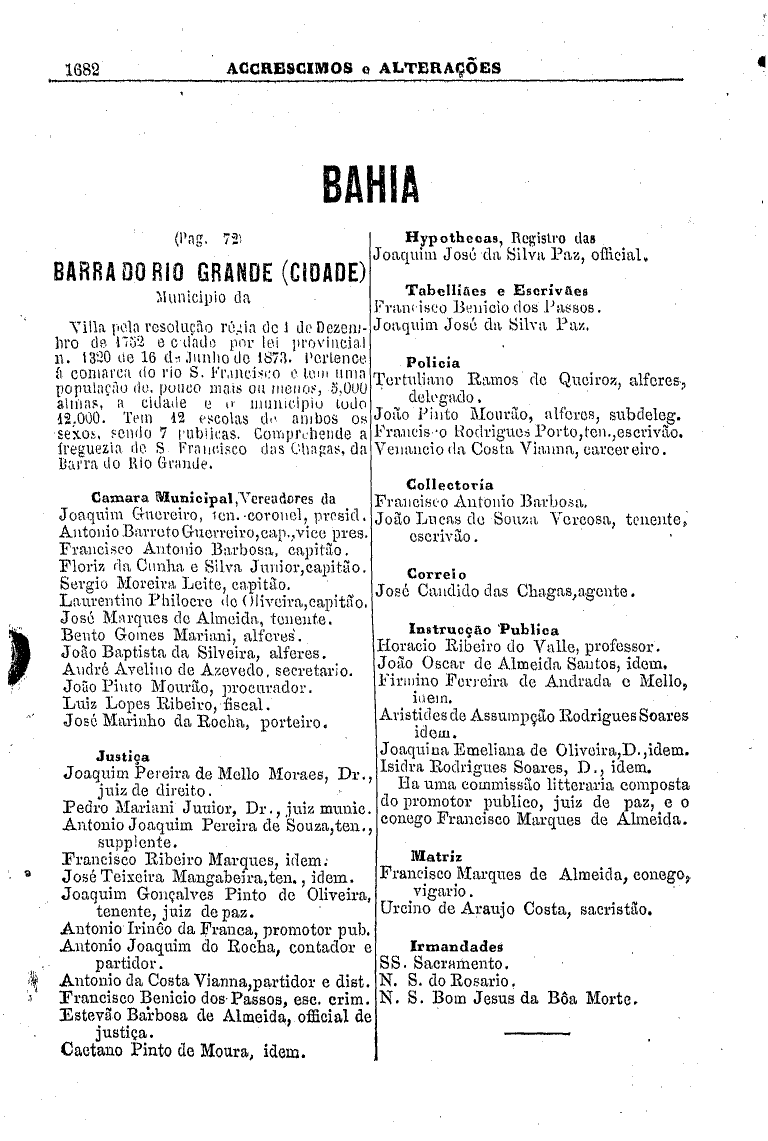 1682 ACCRESCIMOS e ALTERAÇÕES
BAHIA
(Pag. 72)
BARRA DO RIO GRANDE (CIDADE)
Municipio da
Villa pela resolução régia de 1 de Dezem-
bro de 1752 e cidade por lei provincial
n. 1320 de 16 de Junho de 1873. Pertence
á comarca do rio S. Francisco e tem uma
população de, pouco mais ou menos, 5,000
almas, a cidade e o municipio todo
12,000. Tem 12 escolas de ambos os
sexos, sendo 7 publicas. Comprehende a
freguezia de S Francisco das Chagas, da
Barra do Rio Grande.
Camara Municipal, Vereadores da
Joaquim Guereiro, ten.-coronel, presid.
Antonio Barreto Guerreiro, cap., vice pres.
Francisco Antonio Barbosa, capitão.
Floriz da Cunha e Silva Junior, capitão.
Sergio Moreira Leite, capitão.
Laurentino Philocre de Oliveira, capitão.
José Marques de Almeida, tenente.
Bento Gomes Mariani, alferes.
João Baptista da Silveira, alferes.
André Avelino de Azevedo, secretario.
João Pinto Mourão, procurador.
Luiz Lopes Ribeiro, fiscal.
José Marinho da Rocha, porteiro.
Justiça
Joaquim Pereira de Mello Moraes, Dr.,
juiz de direito.
Pedro Mariani Junior, Dr., juiz munic.
Antonio Joaquim Pereira de Souza, ten.,
supplente.
Francisco Ribeiro Marques, idem.
José Teixeira Mangabeira, ten., idem.
Joaquim Gonçalves Pinto de Oliveira,
tenente, juiz de paz.
Antonio Irinêo da Franca, promotor pub.
Antonio Joaquim do Rocha, contador e
partidor.
Antonio da Costa Vianna, partidor e dist.
Francisco Benicio dos Passos, esc. crim.
Estevão Barbosa de Almeida, official de
justiça.
Caetano Pinto de Moura, idem.
Hypothecas, Registro das
Joaquim José da Silva Paz, official.
Tabelliães e Escrivães
Francisco Benicio dos Passos.
Joaquim José da Silva Paz.
Policia
Tertuliano Ramos de Queiroz, alferes,
delegado.
João Pinto Mourão, alferes, subdeleg.
Francisco Rodrigues Porto, ten., escrivão.
Venancio da Costa Vianna, carcereiro.
Collectoria
Francisco Antonio Barbosa.
João Lucas de Souza Vercosa, tenente,
escrivão.
Correio
José Candido das Chagas, agente.
Instrucção Publica
Horacio Ribeiro do Valle, professor.
João Oscar de Almeida Santos, idem.
Firmino Ferreira de Andrada e Mello,
idem.
Aristides de Assumpção Rodrigues Soares
idem.
Joaquina Emeliana de Oliveira, D., idem.
Isidra Rodrigues Soares, D., idem.
Ha uma commissão litteraria composta
do promotor publico, juiz de paz, e o
conego Francisco Marques de Almeida.
Matriz
Francisco Marques de Almeida, conego,
vigario.
Urcino de Araujo Costa, sacristão.
Irmandades
SS. Sacramento.
N. S. do Rosario.
N. S. Bom Jesus da Bôa Morte.